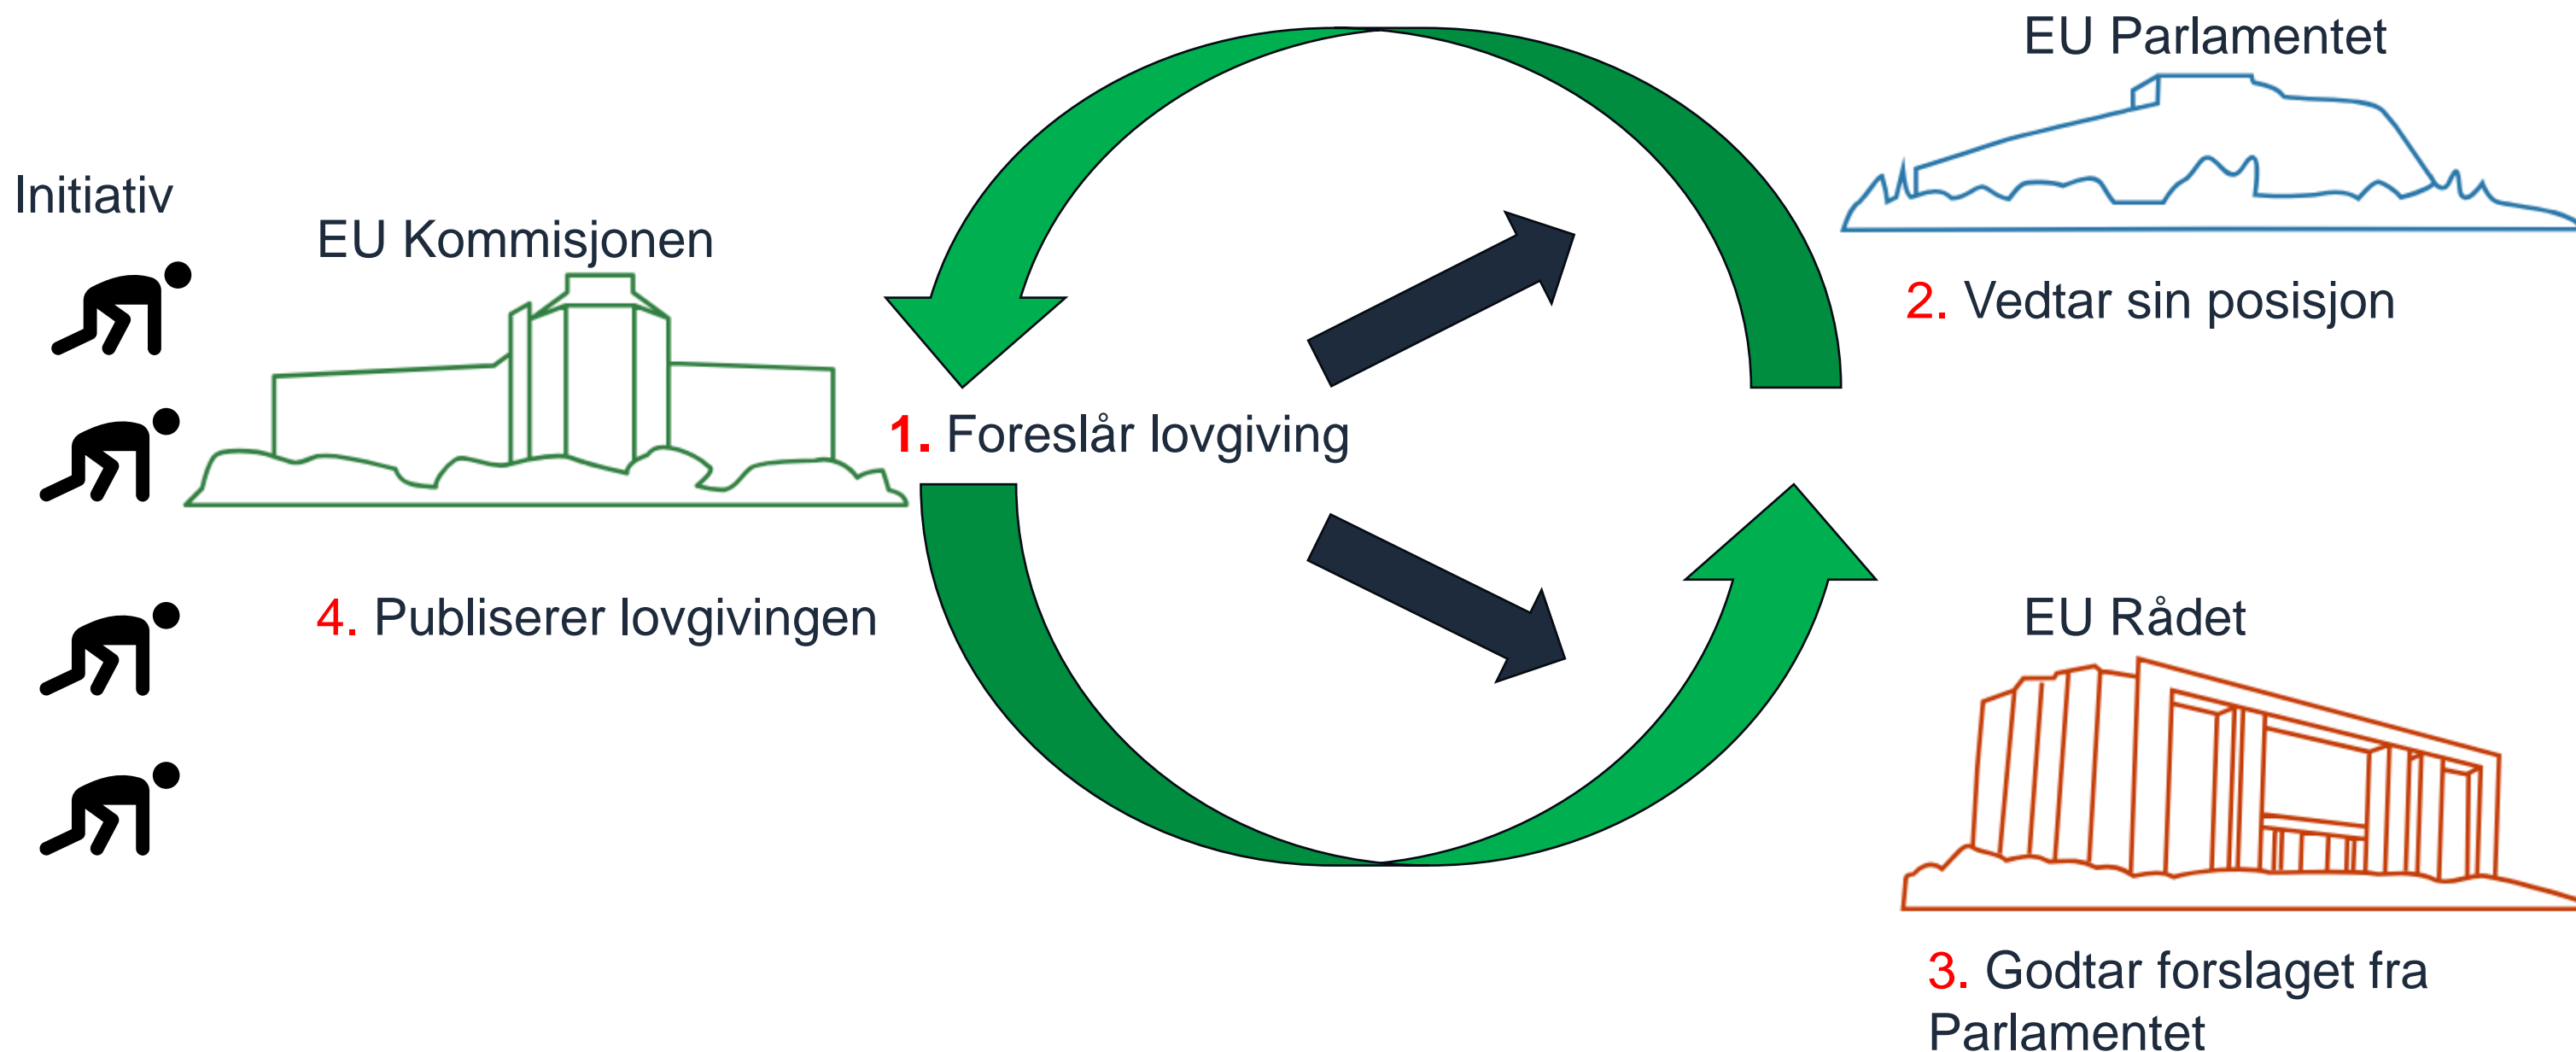 Initiativ
EU Kommisjonen
1. Foreslår lovgiving
EU Parlamentet
2. Vedtar sin posisjon
EU Rådet
3. Godtar forslaget fra
Parlamentet
4. Publiserer lovgivingen